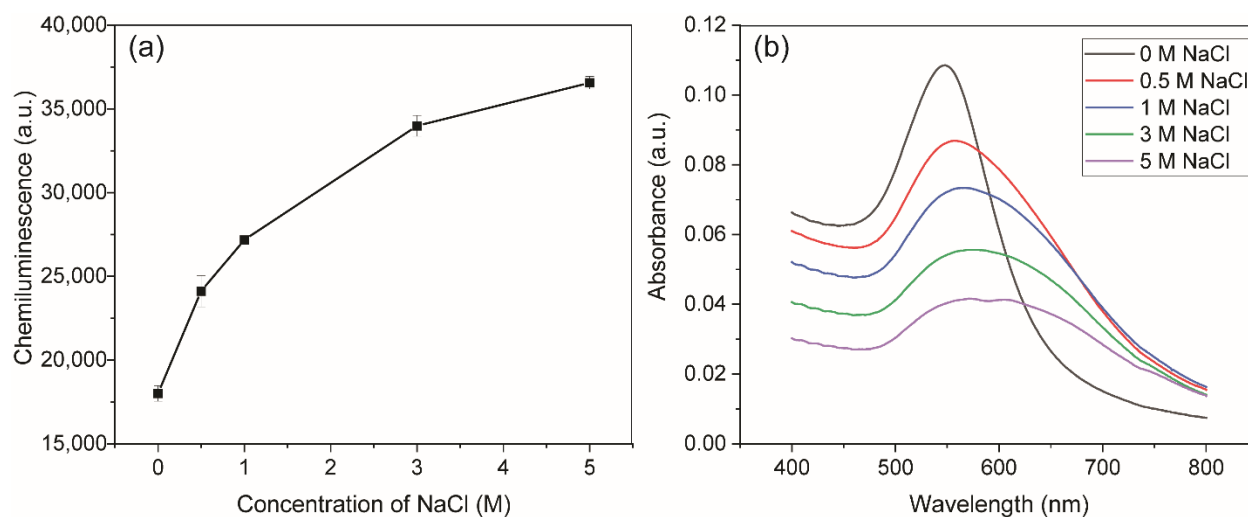 (a)
40,000
35,000
30,000
25,000
20,000
15,000
Chemiluminescence (a.u.)
0 1 2 3 4 5
Concentration of NaCl (M)
(b)
0.12
0.10
0.08
0.06
0.04
0.02
0.00
Absorbance (a.u.)
0 M NaCl
0.5 M NaCl
1 M NaCl
3 M NaCl
5 M NaCl
400 500 600 700 800
Wavelength (nm)